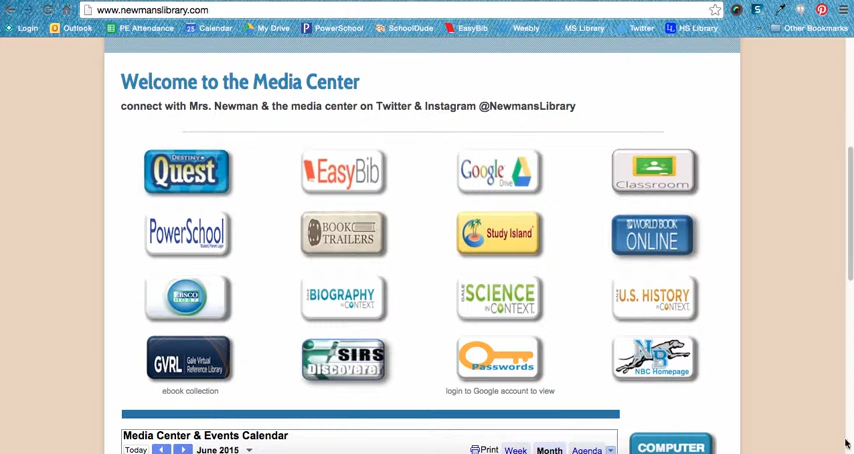 www.newmanslibrary.com
Login Outlook PE Attendance Calendar My Drive PowerSchool SchoolDude EasyBib Weebly MS Library Twitter HS Library Other Bookmarks
Welcome to the Media Center
connect with Mrs. Newman & the media center on Twitter & Instagram @NewmansLibrary
DESTINY Quest
EasyBib
Google Drive
Classroom
PowerSchool
BOOK TRAILERS
Study Island
WORLD BOOK ONLINE
EBSCO HOST
BIOGRAPHY IN CONTEXT
GALE SCIENCE IN CONTEXT
U.S. HISTORY IN CONTEXT
GVRL Gale Virtual Reference Library
SIRS Discoverer
Passwords
NBC Homepage
ebook collection
login to Google account to view
Media Center & Events Calendar
Today June 2015 Print Week Month Agenda
COMPUTER